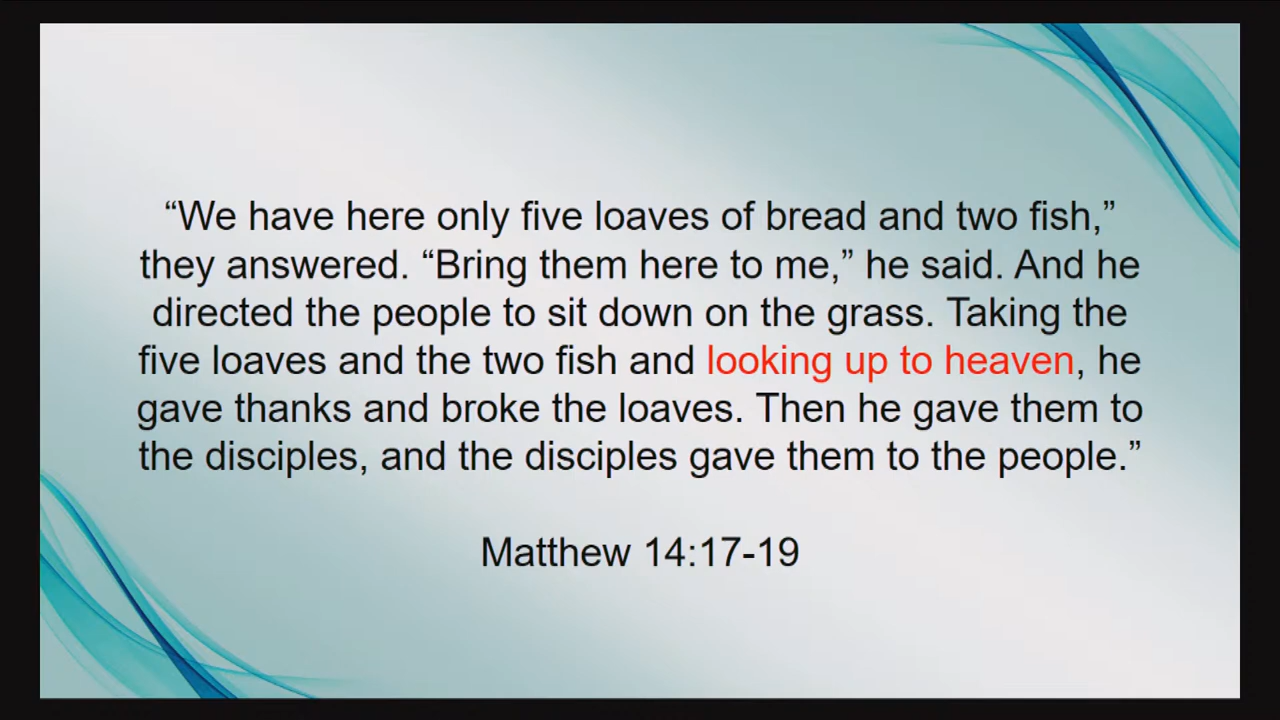 “We have here only five loaves of bread and two fish,”
they answered. “Bring them here to me,” he said. And he
directed the people to sit down on the grass. Taking the
five loaves and the two fish and looking up to heaven, he
gave thanks and broke the loaves. Then he gave them to
the disciples, and the disciples gave them to the people.”
Matthew 14:17-19